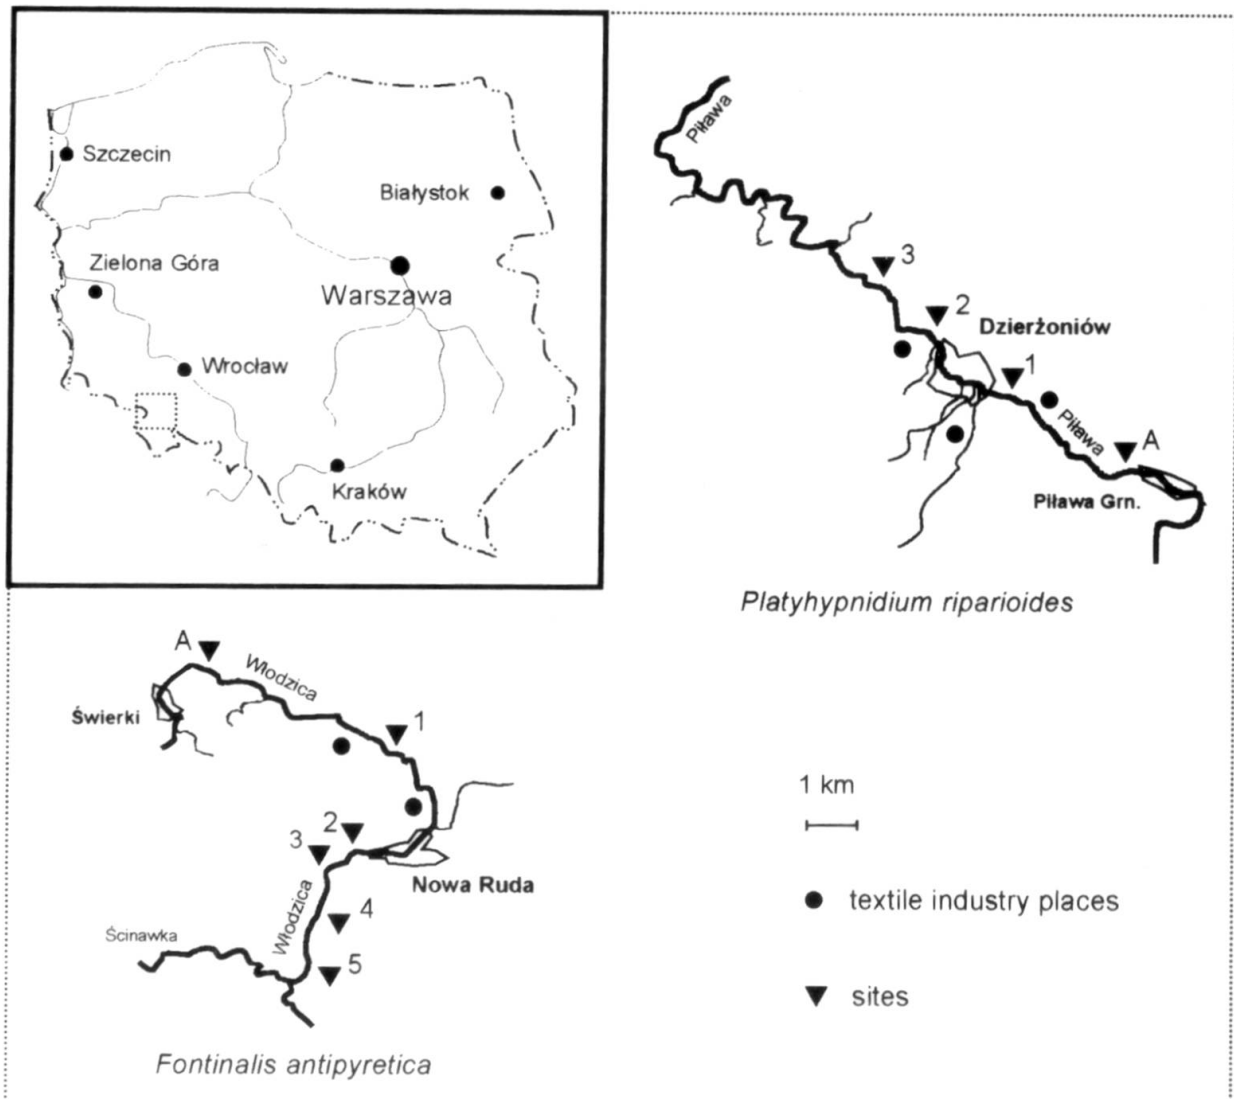 Szczecin
Białystok
Zielona Góra
Warszawa
Wrocław
Kraków
Piława
3
2
Dzierżoniów
1
Piława
A
Piława Grn.
Platyhypnidium riparioides
A
Włodzica
Świerki
1
2
3
Nowa Ruda
Włodzica
4
Ścinawka
5
Fontinalis antipyretica
1 km
textile industry places
sites